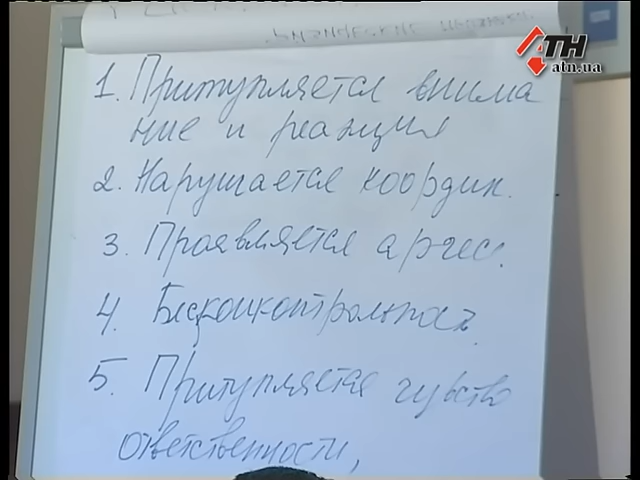 АТН
atn.ua
1. Притупляется внима
ние и реакция
2. Нарушается координ.
3. Проявляется агрес.
4. Бесконтрольность.
5. Притупляется чувство
ответственности,